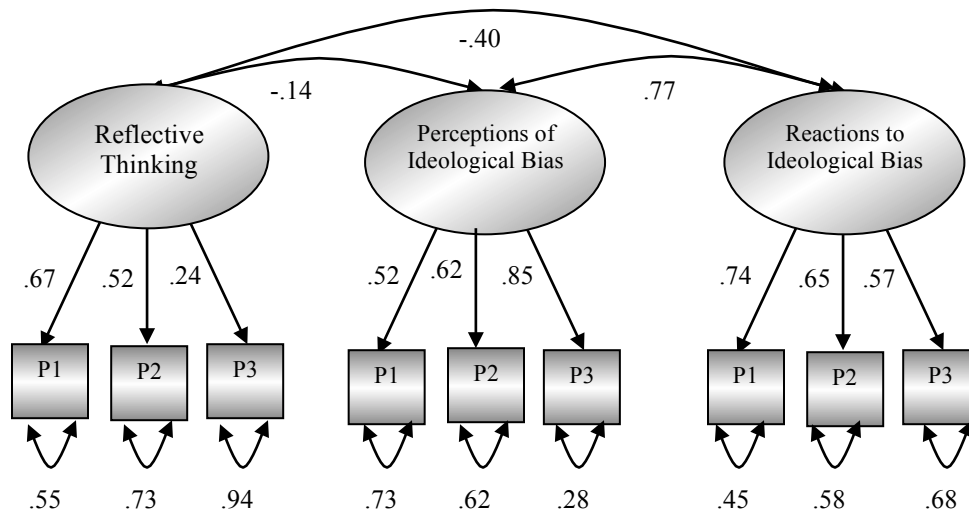 -.40
-.14
.77
Reflective
Thinking
Perceptions of
Ideological Bias
Reactions to
Ideological Bias
.67
.52
.24
.52
.62
.85
.74
.65
.57
P1
P2
P3
P1
P2
P3
P1
P2
P3
.55
.73
.94
.73
.62
.28
.45
.58
.68